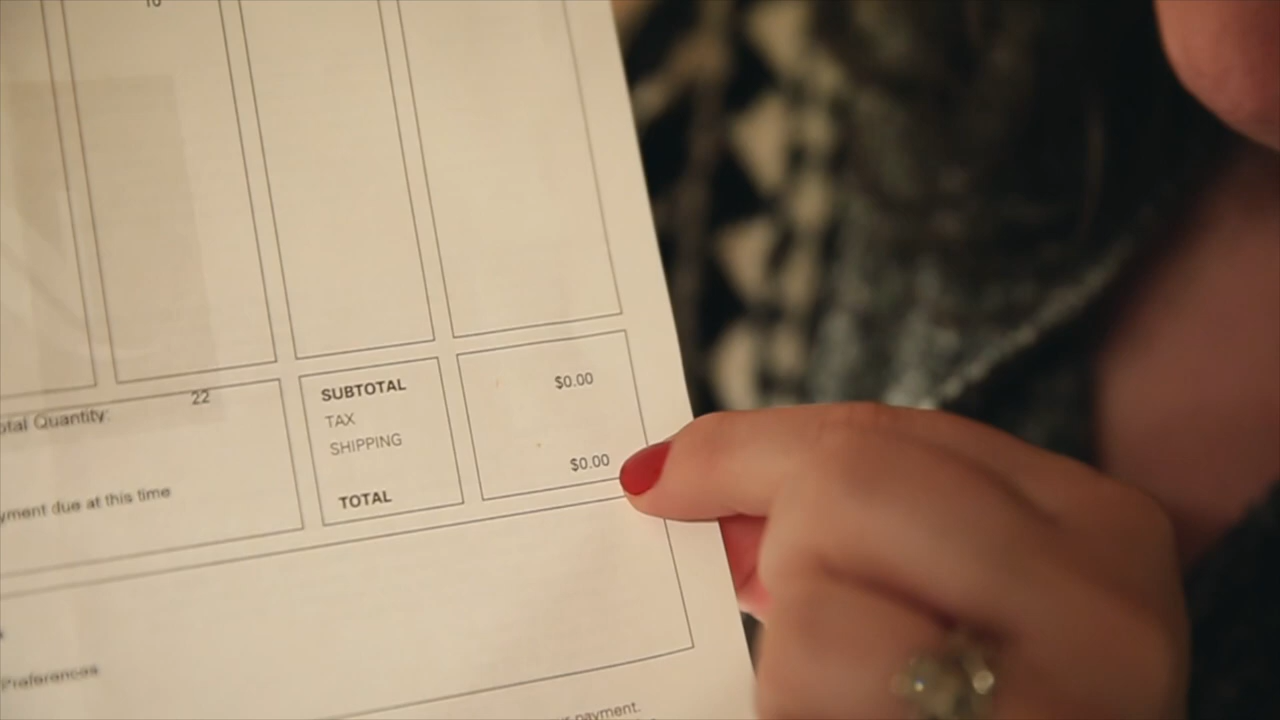 10
22
SUBTOTAL $0.00
otal Quantity:
TAX
SHIPPING
$0.00
yment due at this time
TOTAL
Preferences
payment.